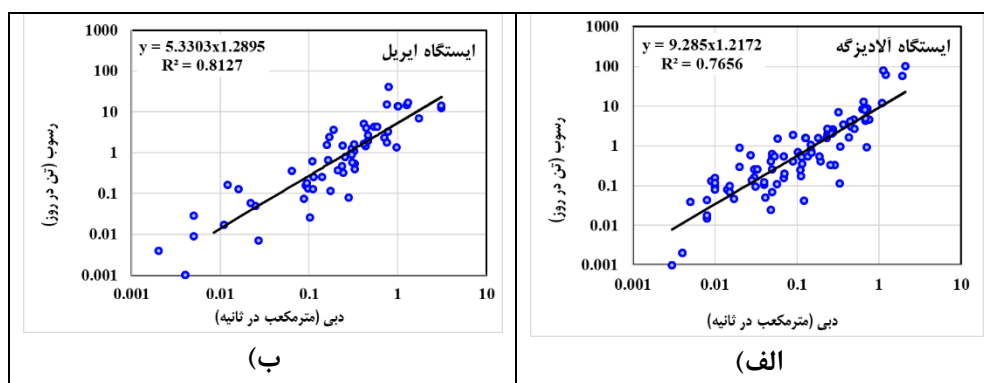 ایستگاه آلادیزگه
y = 9.285x1.2172
R² = 0.7656
رسوب (تن در روز)
1000
100
10
1
0.1
0.01
0.001
0.001 0.01 0.1 1 10
دبی (مترمکعب در ثانیه)
الف)
ایستگاه ایریل
y = 5.3303x1.2895
R² = 0.8127
رسوب (تن در روز)
1000
100
10
1
0.1
0.01
0.001
0.001 0.01 0.1 1 10
دبی (مترمکعب در ثانیه)
ب)